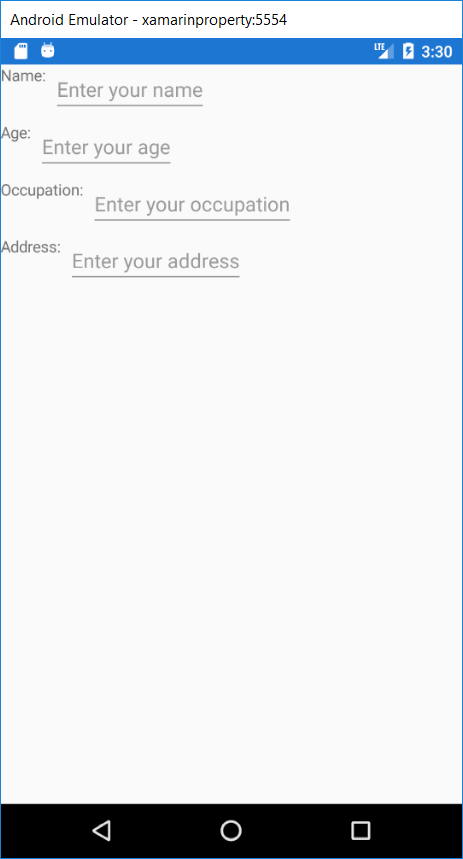 Android Emulator - xamarinproperty:5554
LTE 3:30
Name: Enter your name
Age: Enter your age
Occupation: Enter your occupation
Address: Enter your address